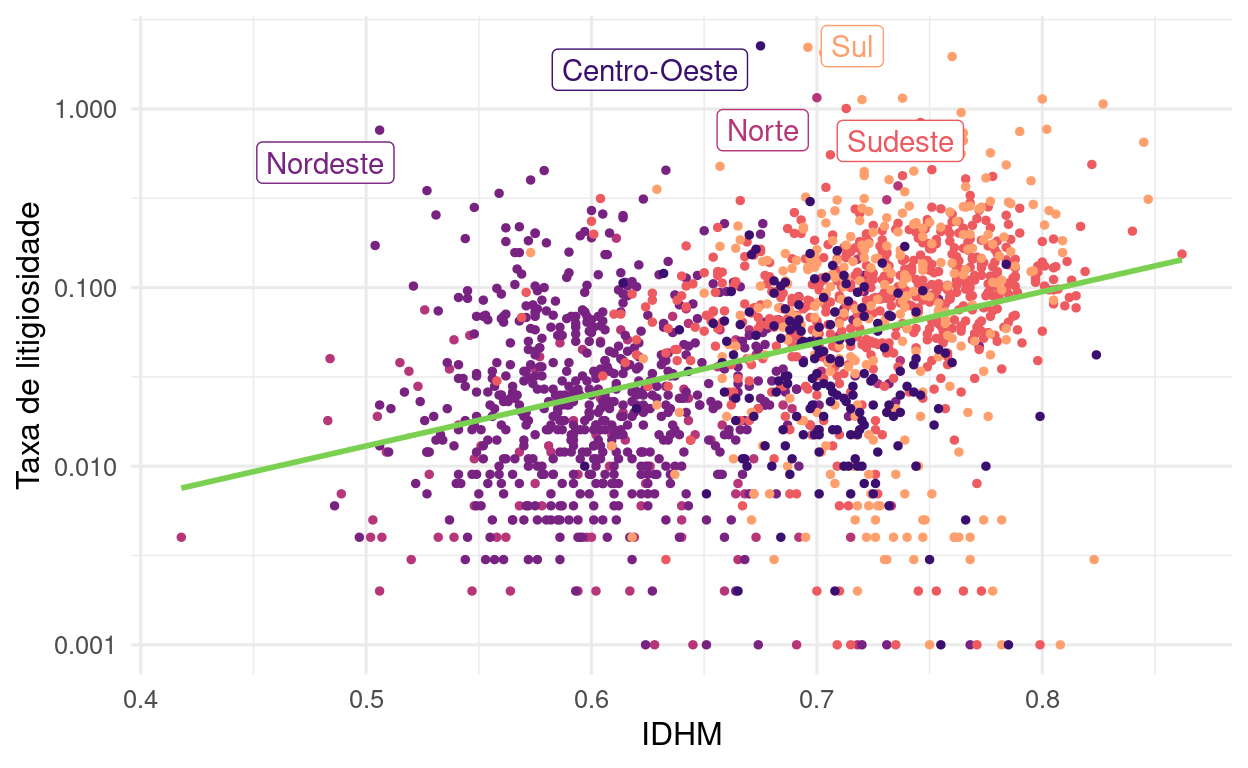 Taxa de litigiosidade
1.000
0.100
0.010
0.001
Sul
Centro-Oeste
Norte
Sudeste
Nordeste
0.4
0.5
0.6
0.7
0.8
IDHM